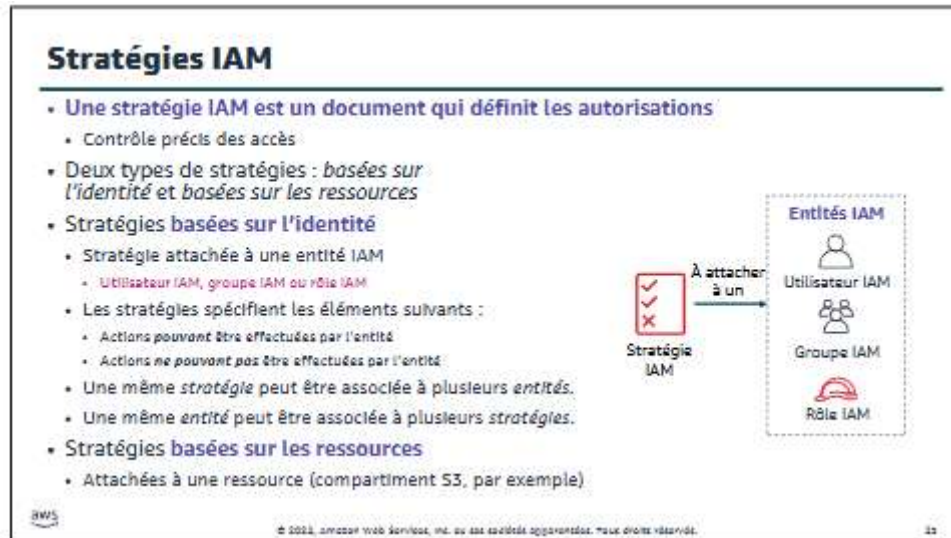 Stratégies IAM
• Une stratégie IAM est un document qui définit les autorisations
• Contrôle précis des accès
• Deux types de stratégies : basées sur
l'identité et basées sur les ressources
• Stratégies basées sur l'identité
• Stratégie attachée à une entité IAM
• Utilisateur IAM, groupe IAM ou rôle IAM
• Les stratégies spécifient les éléments suivants :
• Actions pouvant être effectuées par l'entité
• Actions ne pouvant pas être effectuées par l'entité
• Une même stratégie peut être associée à plusieurs entités.
• Une même entité peut être associée à plusieurs stratégies.
• Stratégies basées sur les ressources
• Attachées à une ressource (compartiment S3, par exemple)
Stratégie
IAM
À attacher
à un
Entités IAM
Utilisateur IAM
Groupe IAM
Rôle IAM
aws
© 2022, Amazon Web Services, Inc. ou ses sociétés apparentées. Tous droits réservés.